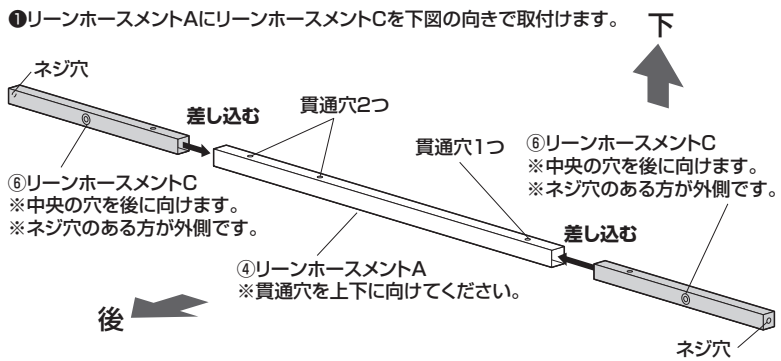 ❶リーンホースメントAにリーンホースメントCを下図の向きで取付けます。
下
ネジ穴
差し込む
貫通穴2つ
貫通穴1つ
⑥リーンホースメントC
※中央の穴を後に向けます。
※ネジ穴のある方が外側です。
⑥リーンホースメントC
※中央の穴を後に向けます。
※ネジ穴のある方が外側です。
差し込む
④リーンホースメントA
※貫通穴を上下に向けてください。
後
ネジ穴